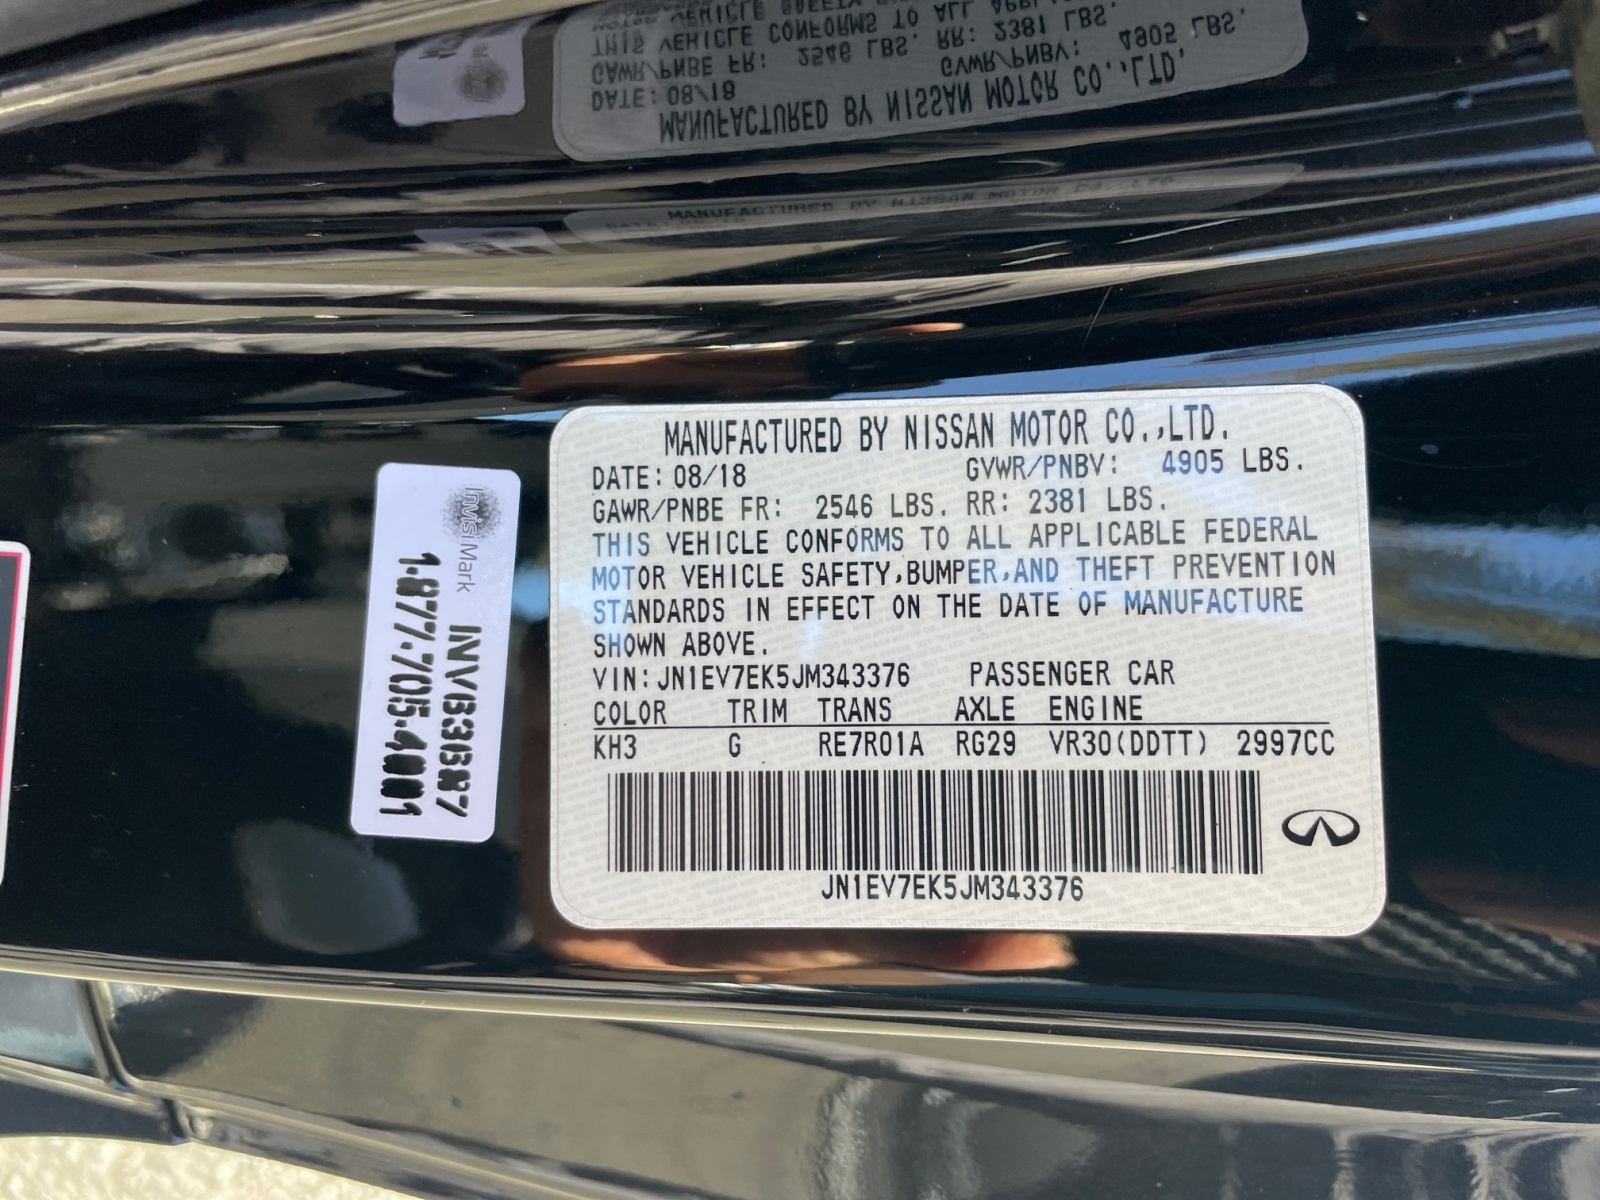 MANUFACTURED BY NISSAN MOTOR CO.,LTD.
DATE: 08/18 GVWR/PNBV: 4905 LBS.
GAWR/PNBE FR: 2546 LBS. RR: 2381 LBS.
THIS VEHICLE CONFORMS TO ALL APPLICABLE FEDERAL
MOTOR VEHICLE SAFETY,BUMPER,AND THEFT PREVENTION
STANDARDS IN EFFECT ON THE DATE OF MANUFACTURE
SHOWN ABOVE.
VIN:JN1EV7EK5JM343376 PASSENGER CAR
COLOR TRIM TRANS AXLE ENGINE
KH3 G RE7R01A RG29 VR30(DDTT) 2997CC
JN1EV7EK5JM343376
InvisiMark
1.877.705.4001